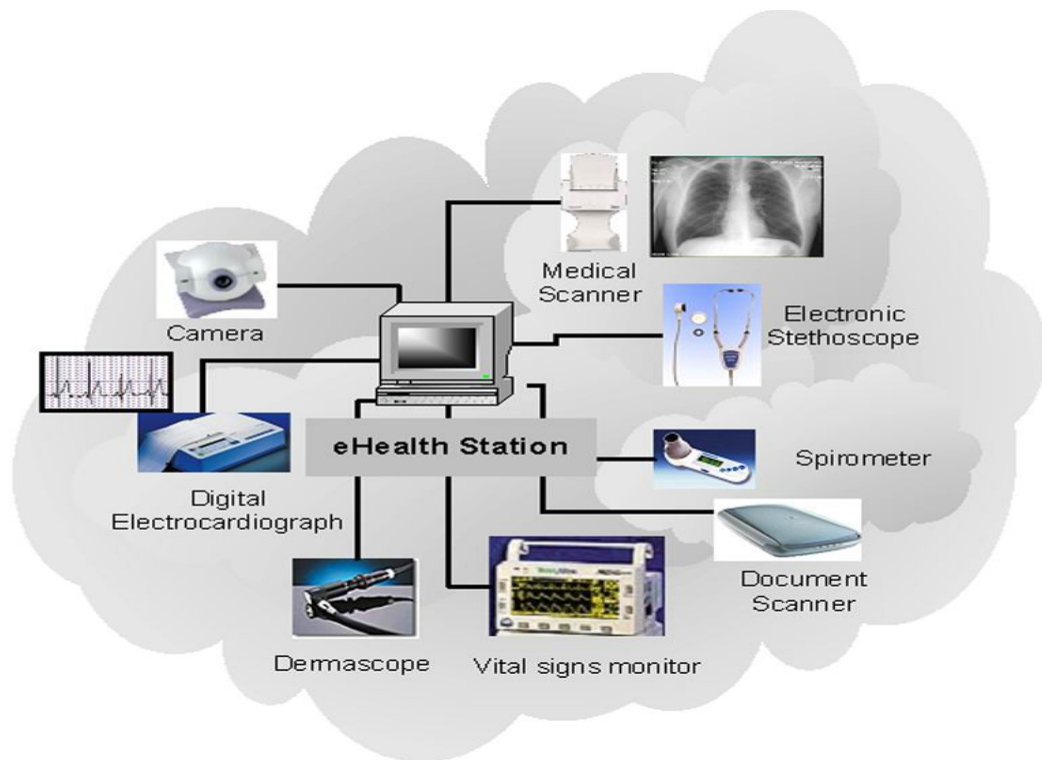 Medical
Scanner
Camera
Electronic
Stethoscope
eHealth Station
Spirometer
Digital
Electrocardiograph
Document
Scanner
Dermascope
Vital signs monitor